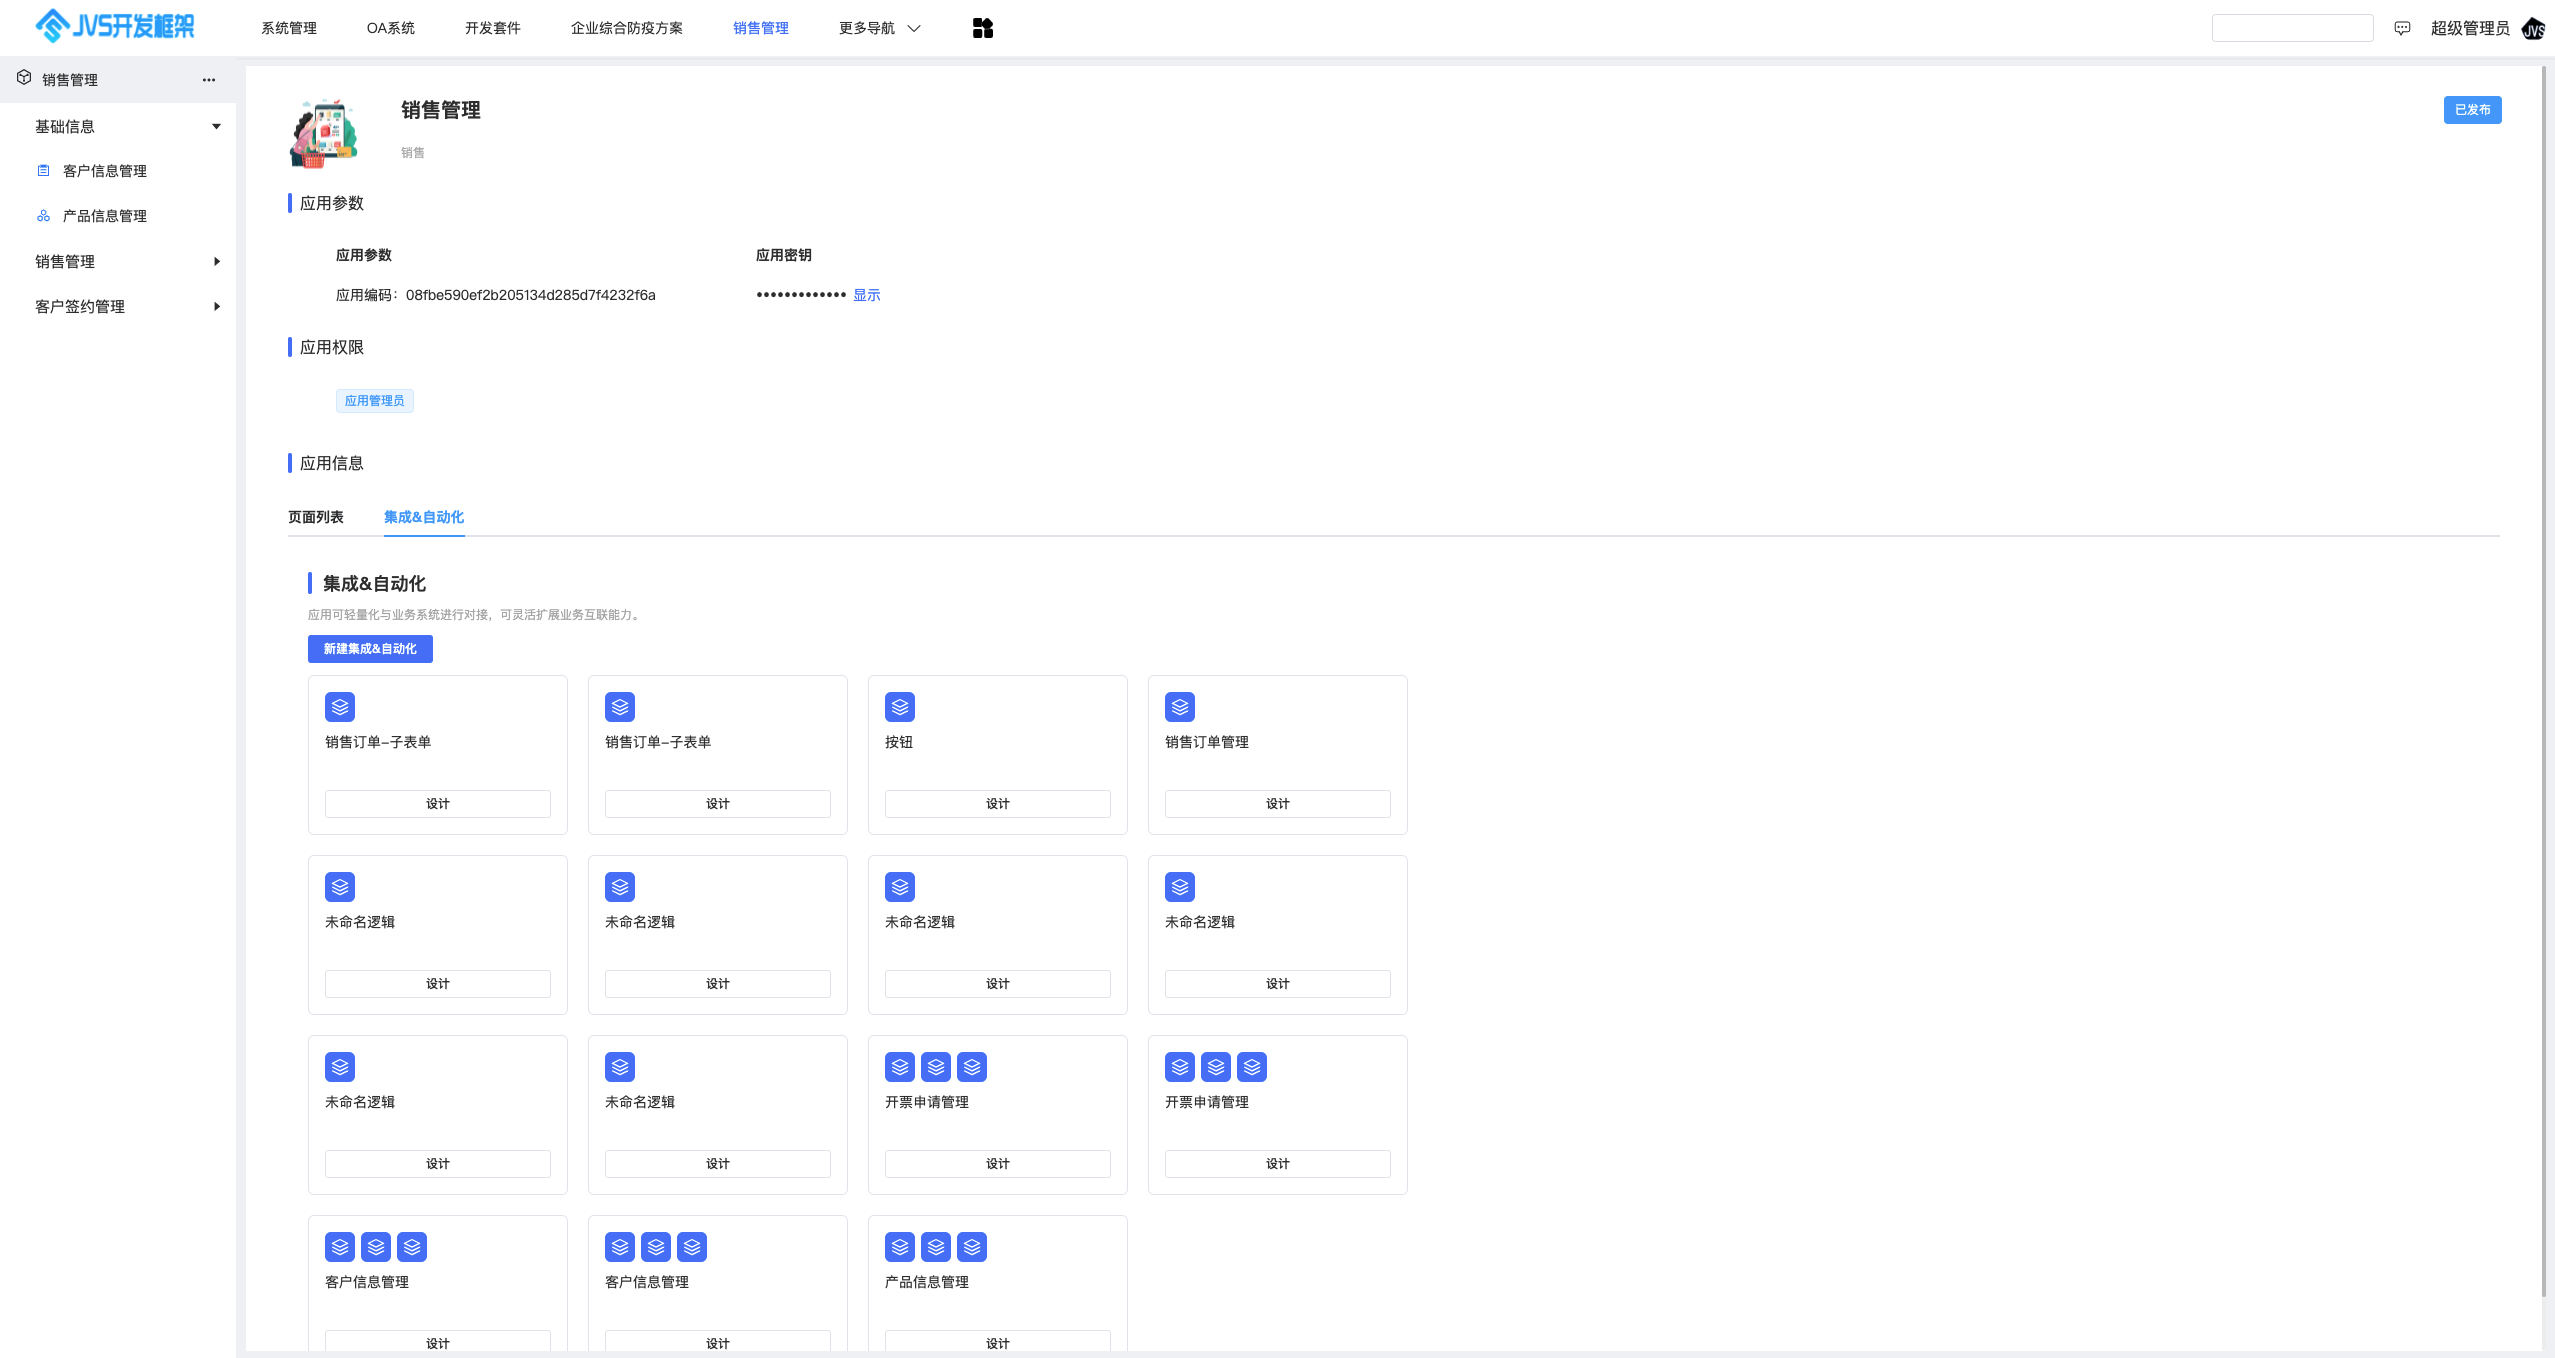 JVS开发框架 系统管理 OA系统 开发套件 企业综合防疫方案 销售管理 更多导航 超级管理员 JVS
销售管理
基础信息
客户信息管理
产品信息管理
销售管理
客户签约管理
销售管理 已发布
销售
应用参数
应用参数 应用密钥
应用编码：08fbe590ef2b205134d285d7f4232f6a ••••••••••••• 显示
应用权限
应用管理员
应用信息
页面列表 集成&自动化
集成&自动化
应用可轻量化与业务系统进行对接，可灵活扩展业务互联能力。
新建集成&自动化
销售订单-子表单 销售订单-子表单 按钮 销售订单管理
设计 设计 设计 设计
未命名逻辑 未命名逻辑 未命名逻辑 未命名逻辑
设计 设计 设计 设计
未命名逻辑 未命名逻辑 开票申请管理 开票申请管理
设计 设计 设计 设计
客户信息管理 客户信息管理 产品信息管理
设计 设计 设计